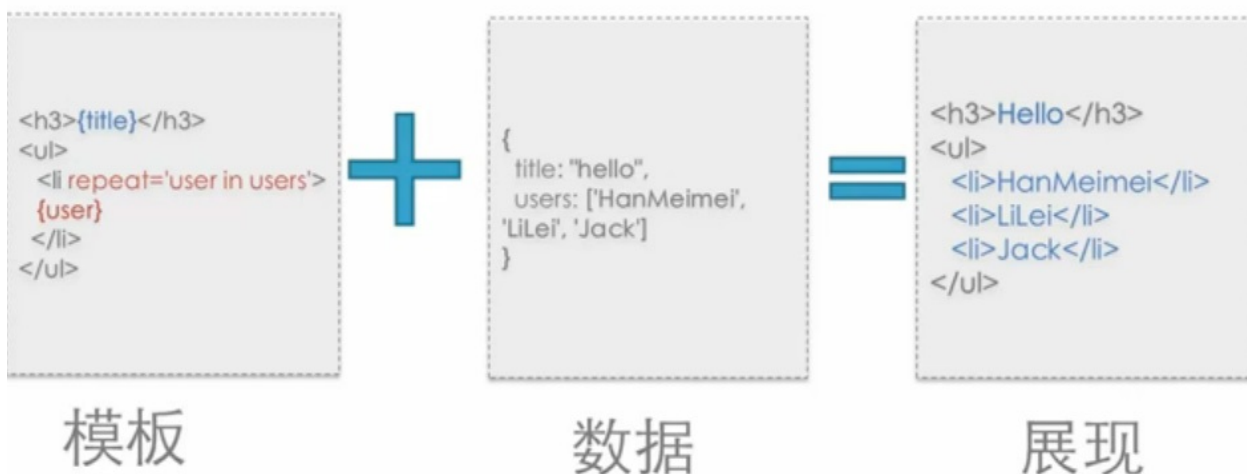 <h3>{title}</h3>
<ul>
<li repeat='user in users'>
{user}
</li>
</ul>
{
title: "hello",
users: ['HanMeimei',
'LiLei', 'Jack']
}
<h3>Hello</h3>
<ul>
<li>HanMeimei</li>
<li>LiLei</li>
<li>Jack</li>
</ul>
模板
数据
展现